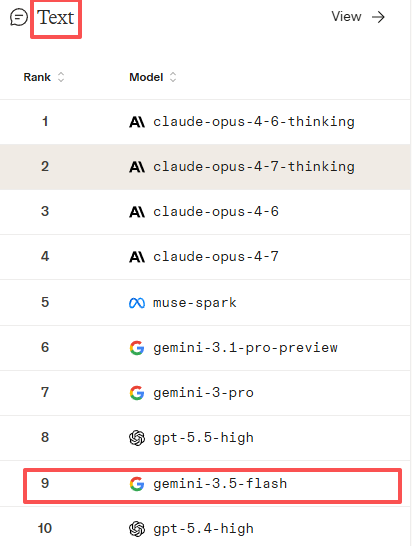 Text
View →
Rank Model
1 claude-opus-4-6-thinking
2 claude-opus-4-7-thinking
3 claude-opus-4-6
4 claude-opus-4-7
5 muse-spark
6 gemini-3.1-pro-preview
7 gemini-3-pro
8 gpt-5.5-high
9 gemini-3.5-flash
10 gpt-5.4-high